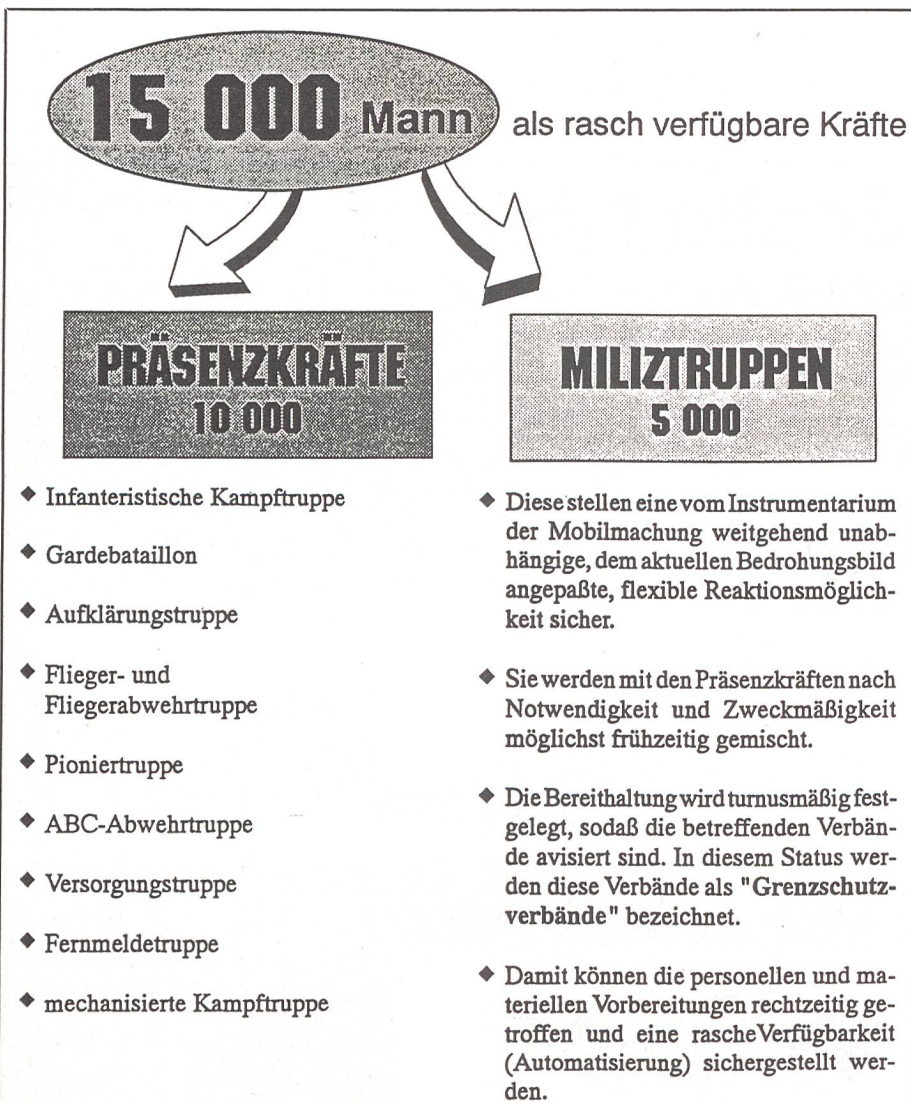 15 000 Mann als rasch verfügbare Kräfte
PRÄSENZKRÄFTE
10 000
◆ Infanteristische Kampftruppe
◆ Gardebataillon
◆ Aufklärungstruppe
◆ Flieger- und
Fliegerabwehrtruppe
◆ Pioniertruppe
◆ ABC-Abwehrtruppe
◆ Versorgungstruppe
◆ Fernmeldetruppe
◆ mechanisierte Kampftruppe
MILIZTRUPPEN
5 000
◆ Diese stellen eine vom Instrumentarium
der Mobilmachung weitgehend unab-
hängige, dem aktuellen Bedrohungsbild
angepaßte, flexible Reaktionsmöglich-
keit sicher.
◆ Sie werden mit den Präsenzkräften nach
Notwendigkeit und Zweckmäßigkeit
möglichst frühzeitig gemischt.
◆ Die Bereithaltung wird turnusmäßig fest-
gelegt, sodaß die betreffenden Verbän-
de avisiert sind. In diesem Status wer-
den diese Verbände als "Grenzschutz-
verbände" bezeichnet.
◆ Damit können die personellen und ma-
teriellen Vorbereitungen rechtzeitig ge-
troffen und eine rasche Verfügbarkeit
(Automatisierung) sichergestellt wer-
den.